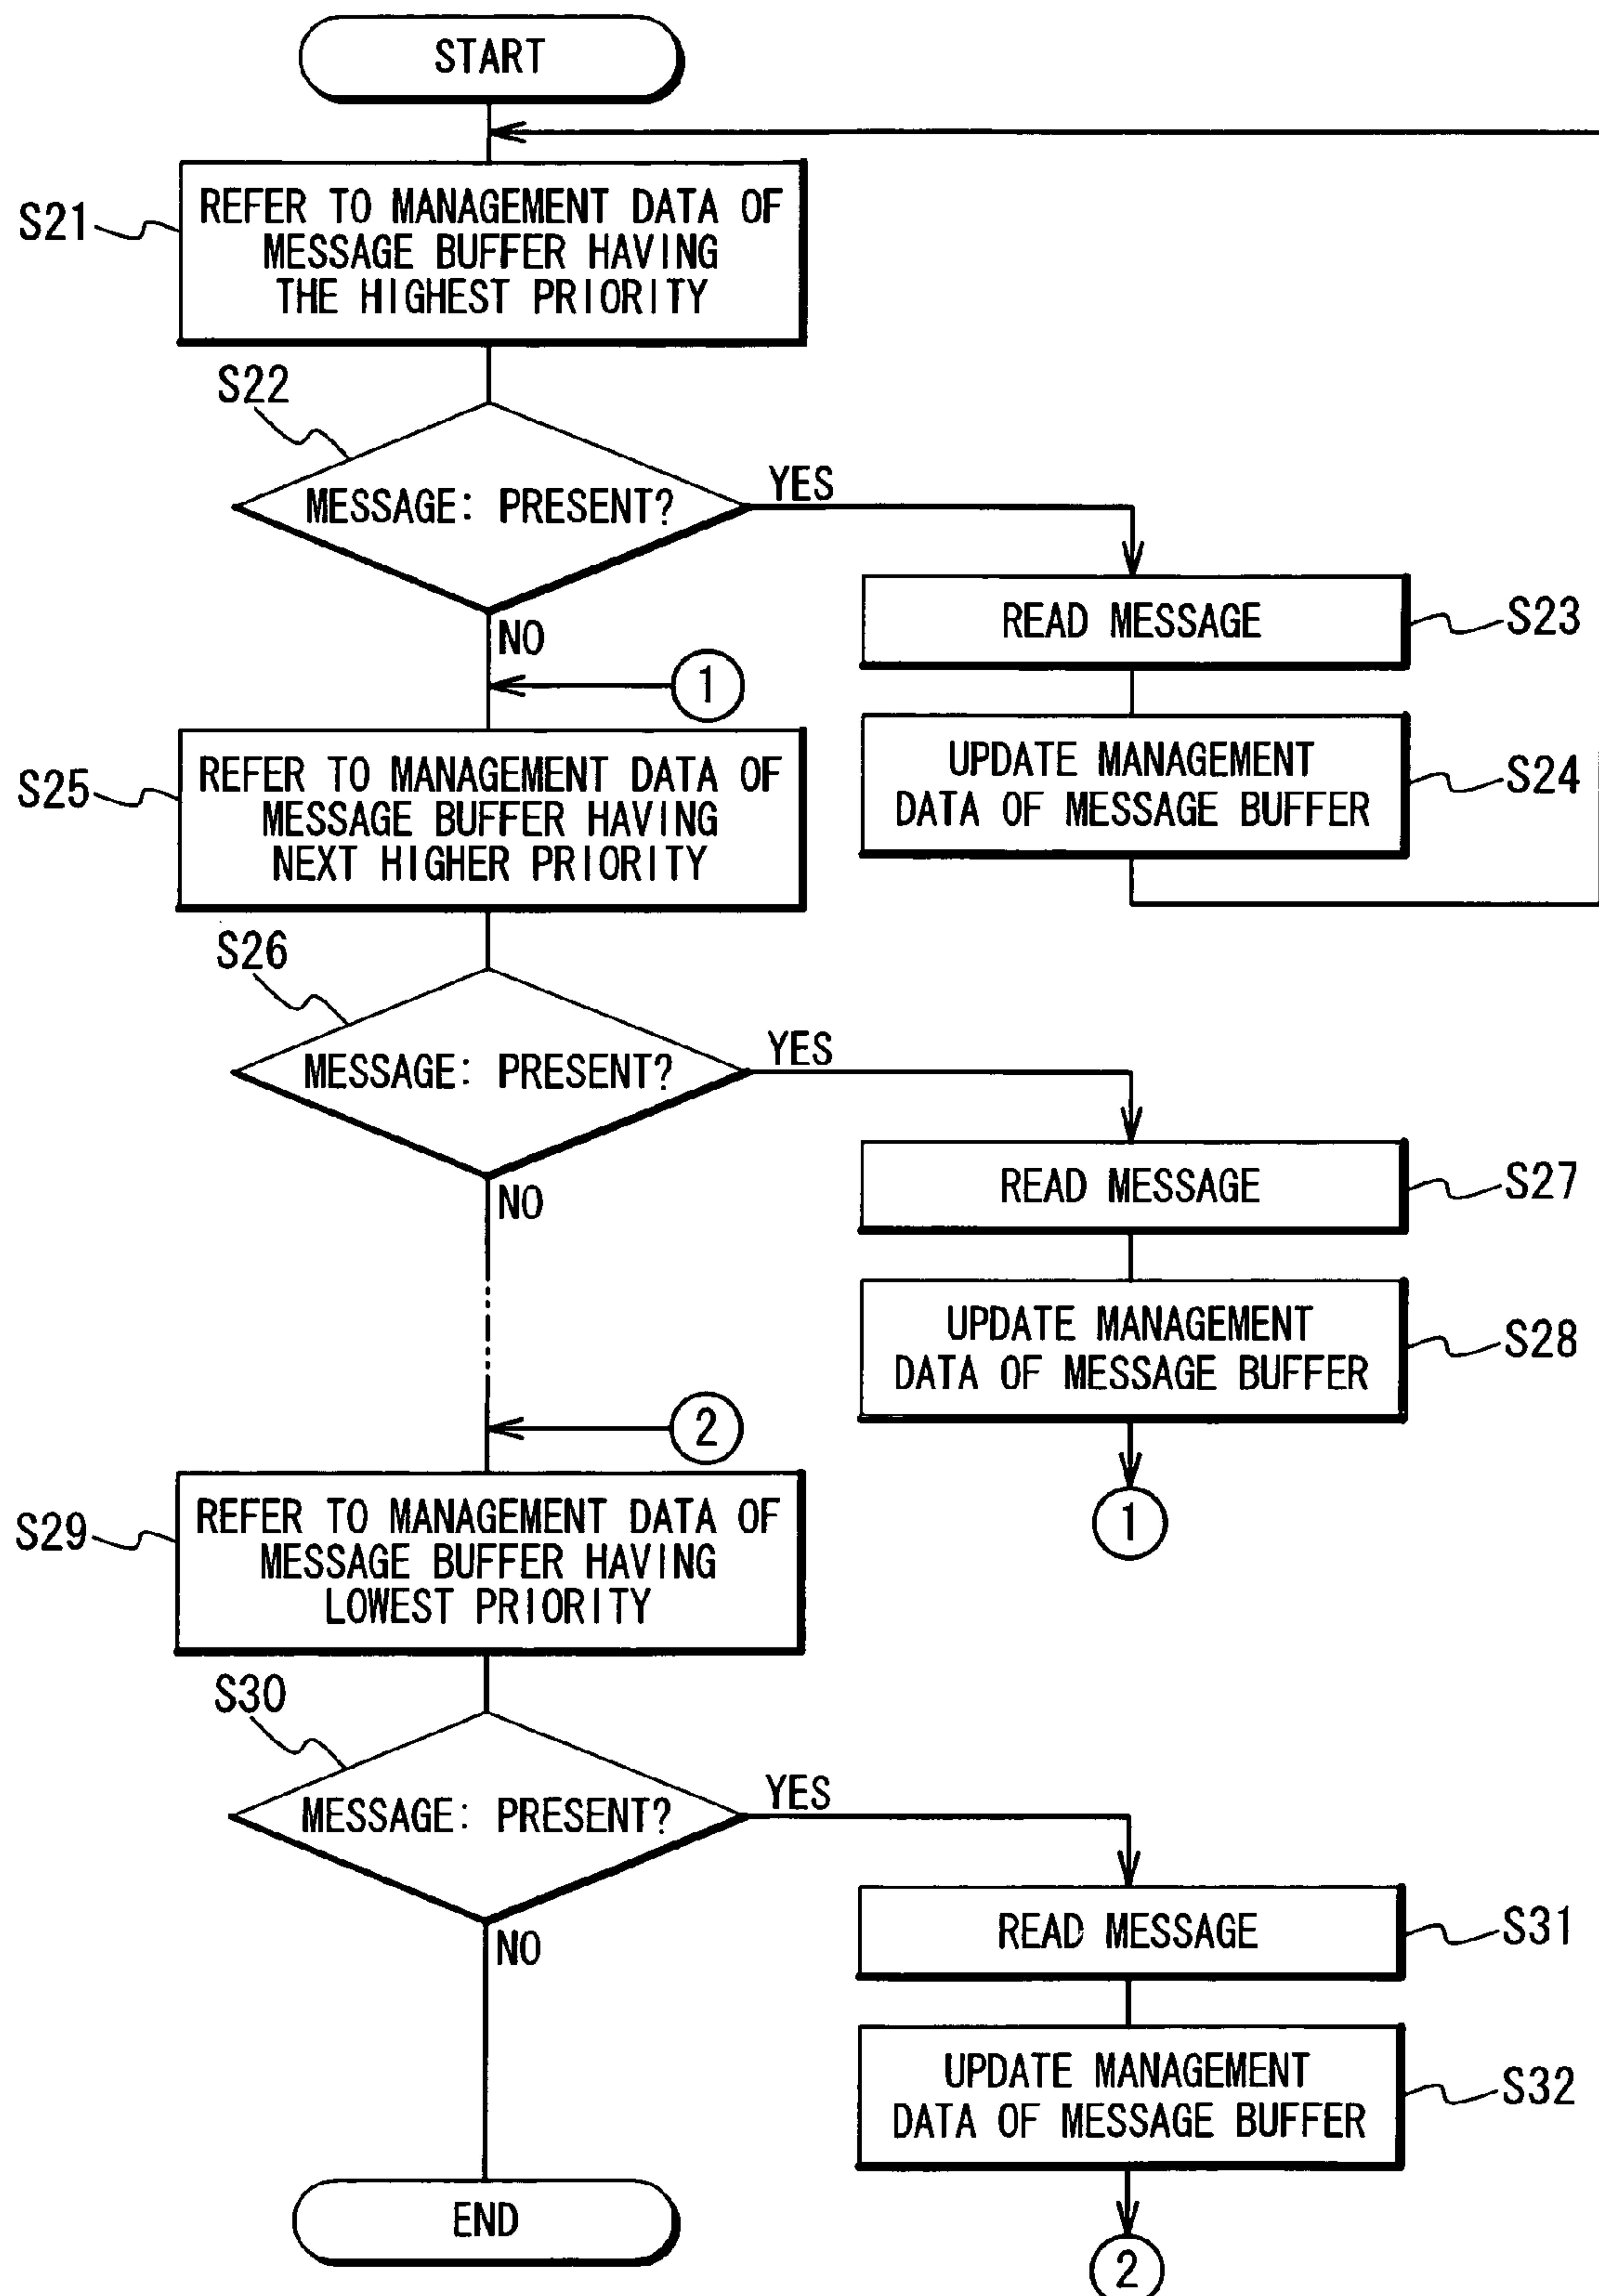 START
S21
REFER TO MANAGEMENT DATA OF
MESSAGE BUFFER HAVING
THE HIGHEST PRIORITY
S22
MESSAGE: PRESENT?
YES
NO
READ MESSAGE
S23
1
UPDATE MANAGEMENT
DATA OF MESSAGE BUFFER
S24
S25
REFER TO MANAGEMENT DATA OF
MESSAGE BUFFER HAVING
NEXT HIGHER PRIORITY
S26
MESSAGE: PRESENT?
YES
NO
READ MESSAGE
S27
UPDATE MANAGEMENT
DATA OF MESSAGE BUFFER
S28
1
2
S29
REFER TO MANAGEMENT DATA OF
MESSAGE BUFFER HAVING
LOWEST PRIORITY
S30
MESSAGE: PRESENT?
YES
NO
READ MESSAGE
S31
UPDATE MANAGEMENT
DATA OF MESSAGE BUFFER
S32
2
END